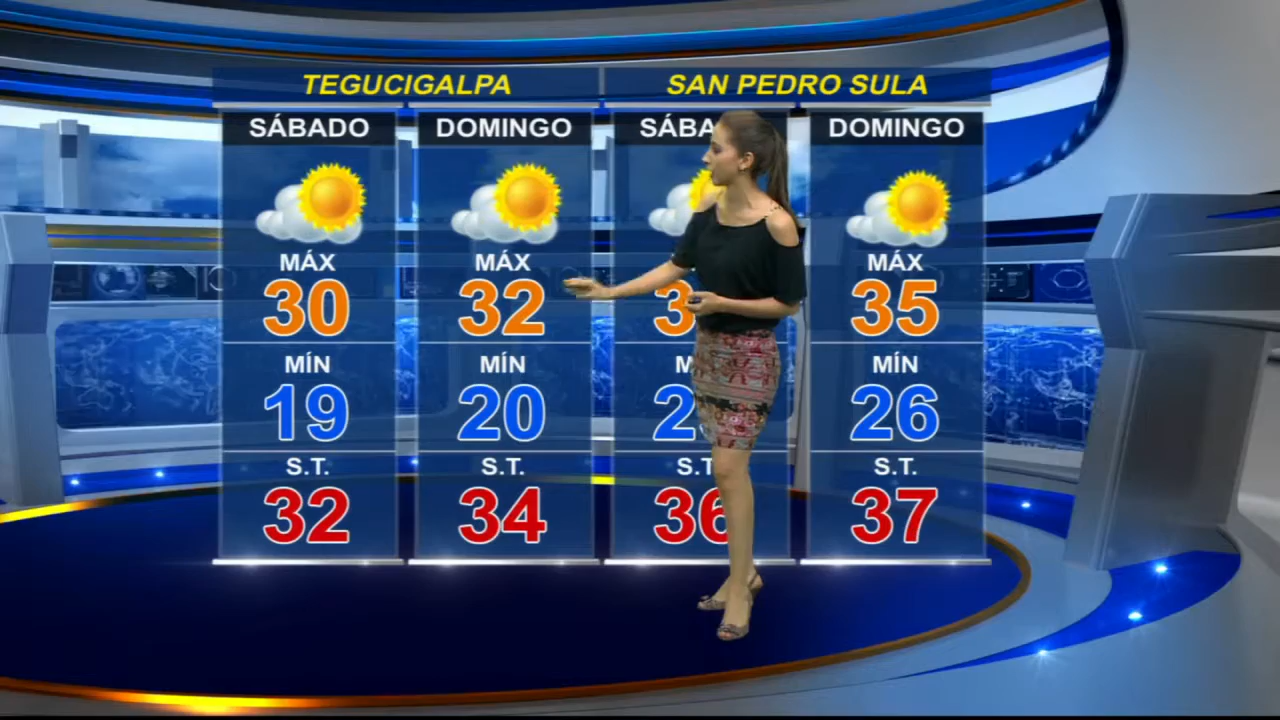 TEGUCIGALPA
SÁBADO
MÁX
30
MÍN
19
S.T.
32
DOMINGO
MÁX
32
MÍN
20
S.T.
34
SAN PEDRO SULA
36
DOMINGO
MÁX
35
MÍN
26
S.T.
37